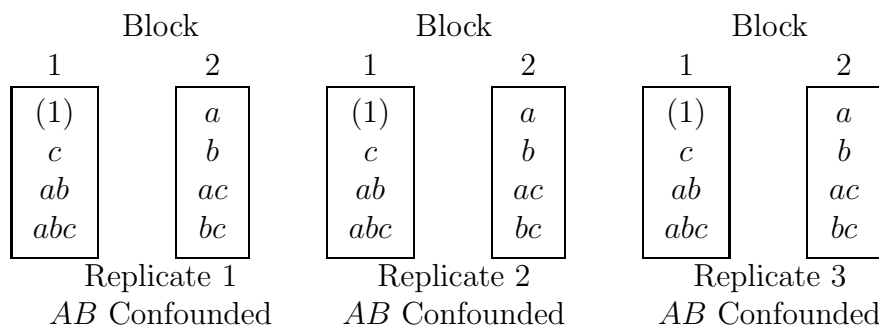 Block Block Block
1 2 1 2 1 2
(1) a (1) a (1) a
c b c b c b
ab ac ab ac ab ac
abc bc abc bc abc bc
Replicate 1 Replicate 2 Replicate 3
AB Confounded AB Confounded AB Confounded